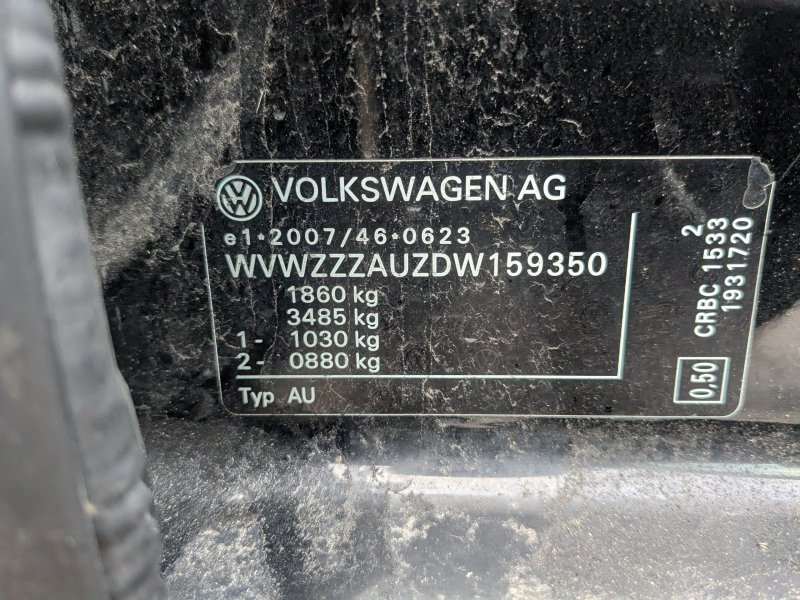 VOLKSWAGEN AG
e1*2007/46*0623
WVWZZZAUZDW159350
1860 kg
3485 kg
1- 1030 kg
2- 0880 kg
Typ AU
2
CRBC 1533
1931720
0,50